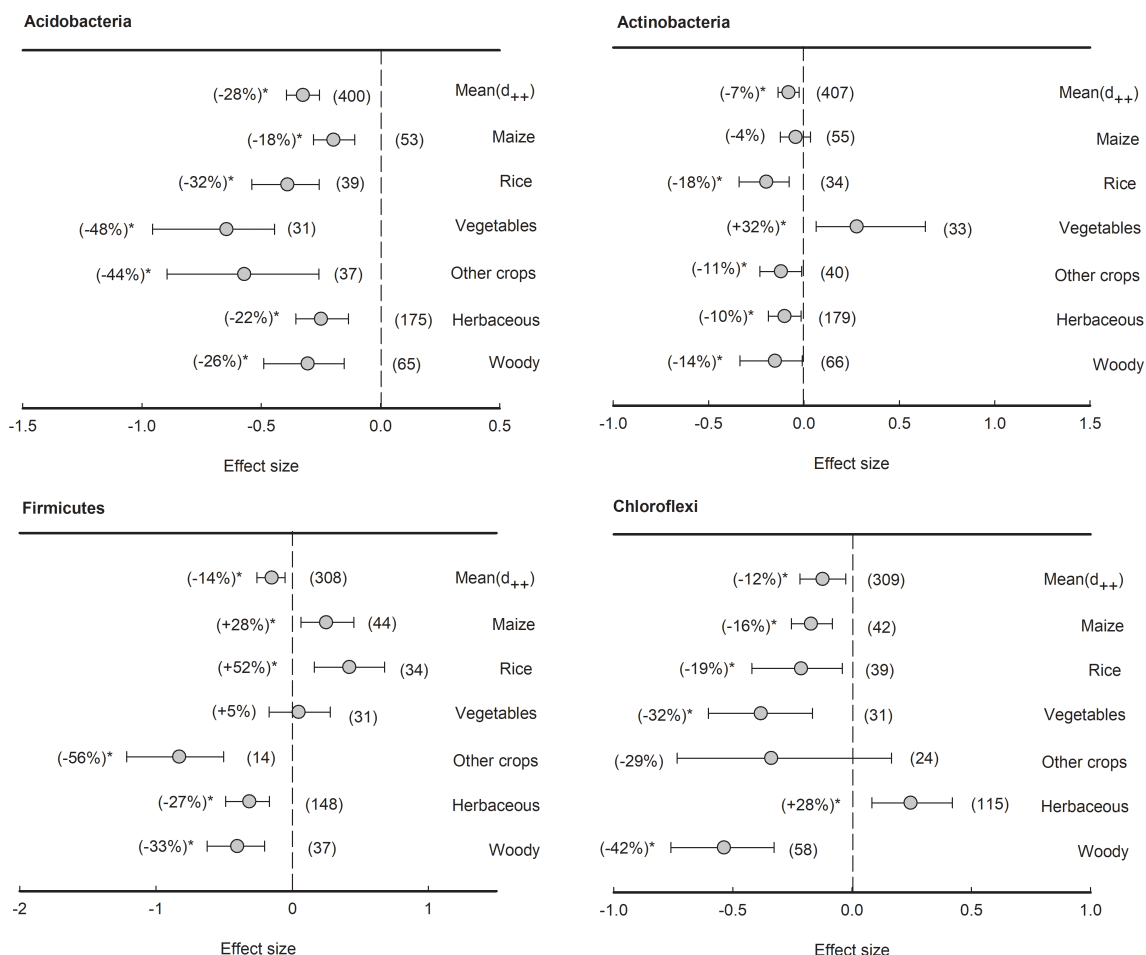 Acidobacteria
(-28%)* (400) Mean(d++)
(-18%)* (53) Maize
(-32%)* (39) Rice
(-48%)* (31) Vegetables
(-44%)* (37) Other crops
(-22%)* (175) Herbaceous
(-26%)* (65) Woody
-1.5 -1.0 -0.5 0.0 0.5
Effect size
Actinobacteria
(-7%)* (407) Mean(d++)
(-4%) (55) Maize
(-18%)* (34) Rice
(+32%)* (33) Vegetables
(-11%)* (40) Other crops
(-10%)* (179) Herbaceous
(-14%)* (66) Woody
-1.0 -0.5 0.0 0.5 1.0 1.5
Effect size
Firmicutes
(-14%)* (308) Mean(d++)
(+28%)* (44) Maize
(+52%)* (34) Rice
(+5%) (31) Vegetables
(-56%)* (14) Other crops
(-27%)* (148) Herbaceous
(-33%)* (37) Woody
-2 -1 0 1
Effect size
Chloroflexi
(-12%)* (309) Mean(d++)
(-16%)* (42) Maize
(-19%)* (39) Rice
(-32%)* (31) Vegetables
(-29%) (24) Other crops
(+28%)* (115) Herbaceous
(-42%)* (58) Woody
-1.0 -0.5 0.0 0.5 1.0
Effect size